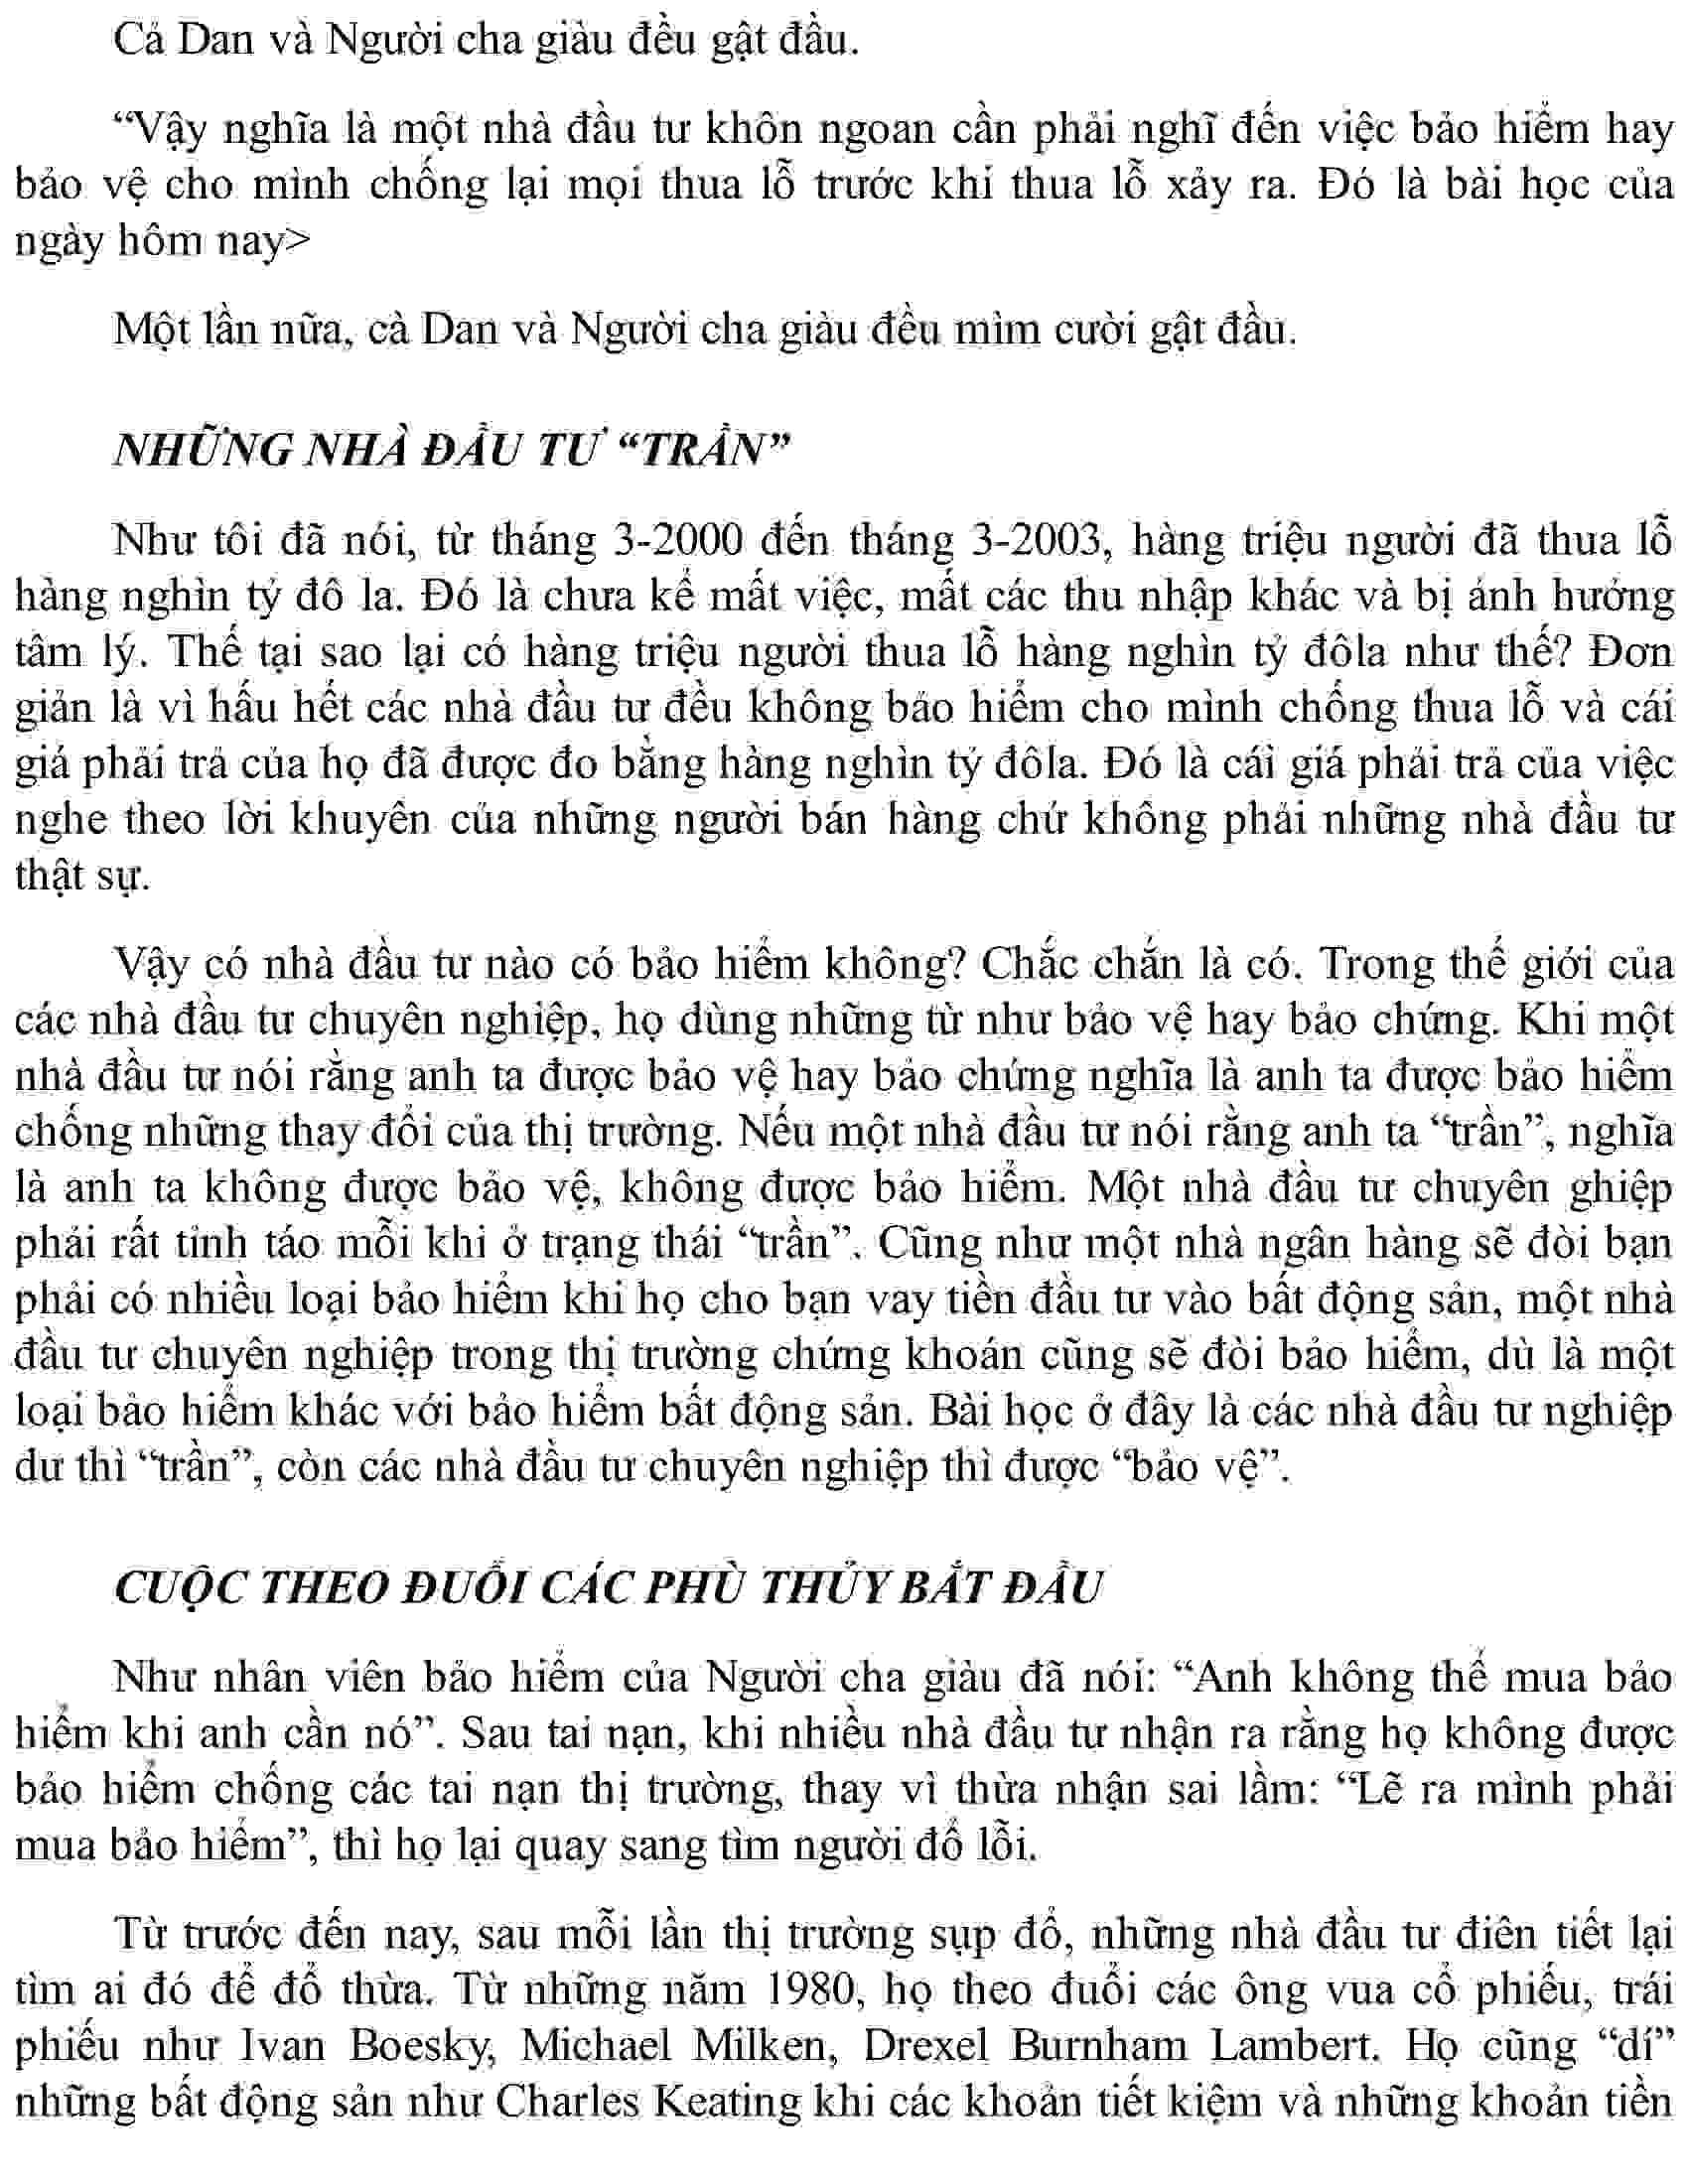 Cả Dan và Người cha giàu đều gật đầu.
“Vậy nghĩa là một nhà đầu tư khôn ngoan cần phải nghĩ đến việc bảo hiểm hay
bảo vệ cho mình chống lại mọi thua lỗ trước khi thua lỗ xảy ra. Đó là bài học của
ngày hôm nay>
Một lần nữa, cả Dan và Người cha giàu đều mỉm cười gật đầu.
NHỮNG NHÀ ĐẦU TƯ “TRẦN”
Như tôi đã nói, từ tháng 3-2000 đến tháng 3-2003, hàng triệu người đã thua lỗ
hàng nghìn tỷ đô la. Đó là chưa kể mất việc, mất các thu nhập khác và bị ảnh hưởng
tâm lý. Thế tại sao lại có hàng triệu người thua lỗ hàng nghìn tỷ đôla như thế? Đơn
giản là vì hấu hết các nhà đầu tư đều không bảo hiểm cho mình chống thua lỗ và cái
giá phải trả của họ đã được đo bằng hàng nghìn tỷ đôla. Đó là cái giá phải trả của việc
nghe theo lời khuyên của những người bán hàng chứ không phải những nhà đầu tư
thật sự.
Vậy có nhà đầu tư nào có bảo hiểm không? Chắc chắn là có. Trong thế giới của
các nhà đầu tư chuyên nghiệp, họ dùng những từ như bảo vệ hay bảo chứng. Khi một
nhà đầu tư nói rằng anh ta được bảo vệ hay bảo chứng nghĩa là anh ta được bảo hiểm
chống những thay đổi của thị trường. Nếu một nhà đầu tư nói rằng anh ta “trần”, nghĩa
là anh ta không được bảo vệ, không được bảo hiểm. Một nhà đầu tư chuyên ghiệp
phải rất tỉnh táo mỗi khi ở trạng thái “trần”. Cũng như một nhà ngân hàng sẽ đòi bạn
phải có nhiều loại bảo hiểm khi họ cho bạn vay tiền đầu tư vào bất động sản, một nhà
đầu tư chuyên nghiệp trong thị trường chứng khoán cũng sẽ đòi bảo hiểm, dù là một
loại bảo hiểm khác với bảo hiểm bất động sản. Bài học ở đây là các nhà đầu tư nghiệp
dư thì “trần”, còn các nhà đầu tư chuyên nghiệp thì được “bảo vệ”.
CUỘC THEO ĐUỔI CÁC PHÙ THỦY BẮT ĐẦU
Như nhân viên bảo hiểm của Người cha giàu đã nói: “Anh không thể mua bảo
hiểm khi anh cần nó”. Sau tai nạn, khi nhiều nhà đầu tư nhận ra rằng họ không được
bảo hiểm chống các tai nạn thị trường, thay vì thừa nhận sai lầm: “Lẽ ra mình phải
mua bảo hiểm”, thì họ lại quay sang tìm người đổ lỗi.
Từ trước đến nay, sau mỗi lần thị trường sụp đổ, những nhà đầu tư điên tiết lại
tìm ai đó để đổ thừa. Từ những năm 1980, họ theo đuổi các ông vua cổ phiếu, trái
phiếu như Ivan Boesky, Michael Milken, Drexel Burnham Lambert. Họ cũng “dí”
những bất động sản như Charles Keating khi các khoản tiết kiệm và những khoản tiền